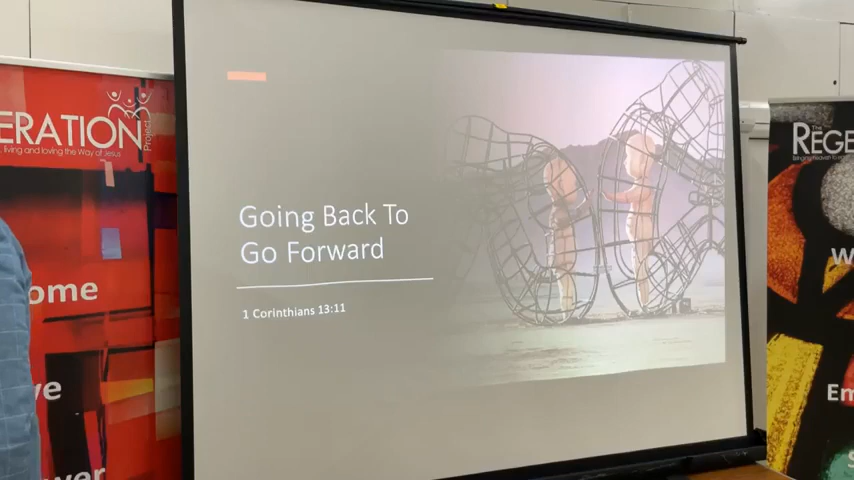 ERATION
Project
living and loving the Way of Jesus
ome
ve
wer
Going Back To
Go Forward
1 Corinthians 13:11
The
REGE
W
Em